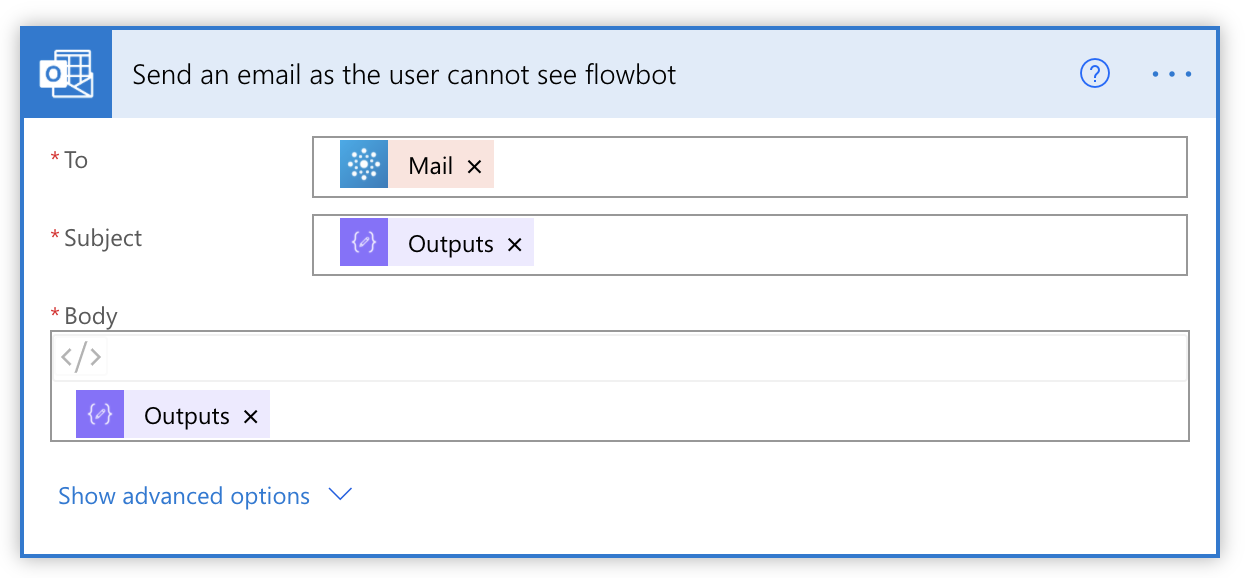 Send an email as the user cannot see flowbot
* To
Mail ×
* Subject
Outputs ×
* Body
</>
Outputs ×
Show advanced options